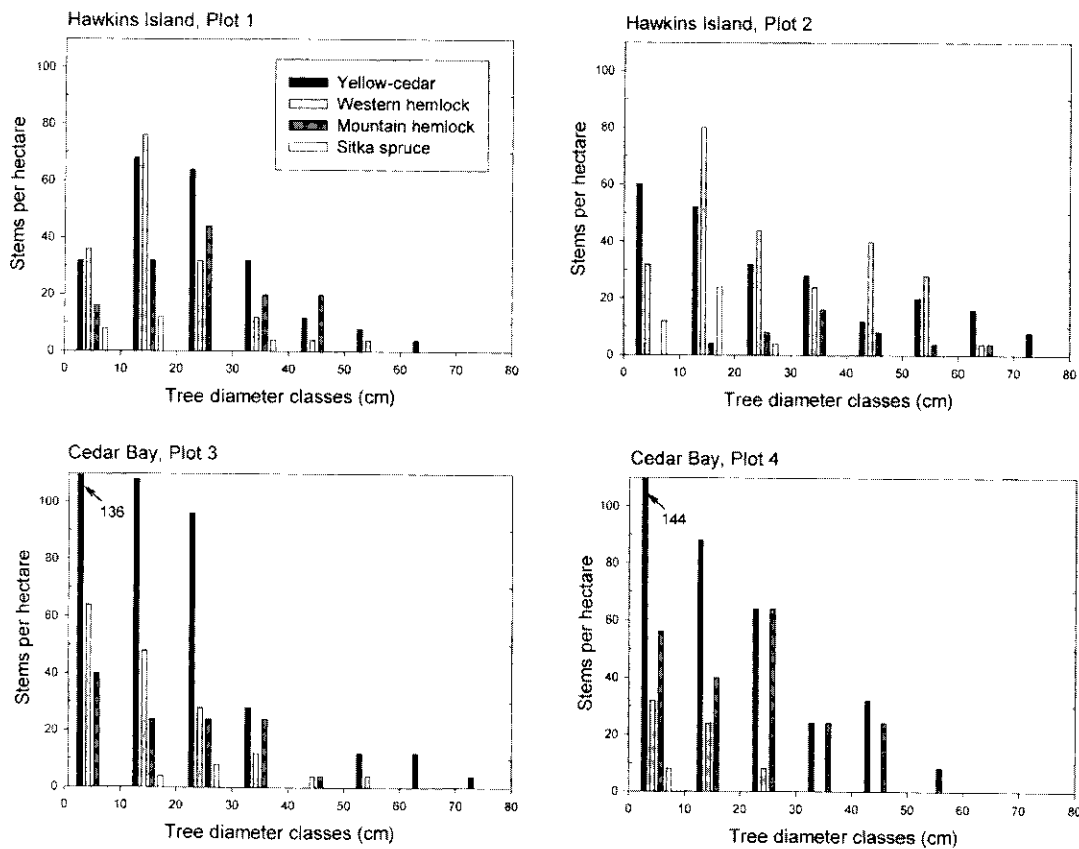 Hawkins Island, Plot 1
Stems per hectare
100
80
60
40
20
0
Yellow-cedar
Western hemlock
Mountain hemlock
Sitka spruce
0 10 20 30 40 50 60 70 80
Tree diameter classes (cm)
Hawkins Island, Plot 2
Stems per hectare
100
80
60
40
20
0
0 10 20 30 40 50 60 70 80
Tree diameter classes (cm)
Cedar Bay, Plot 3
Stems per hectare
100
80
60
40
20
0
136
0 10 20 30 40 50 60 70 80
Tree diameter classes (cm)
Cedar Bay, Plot 4
Stems per hectare
100
80
60
40
20
0
144
0 10 20 30 40 50 60 70 80
Tree diameter classes (cm)